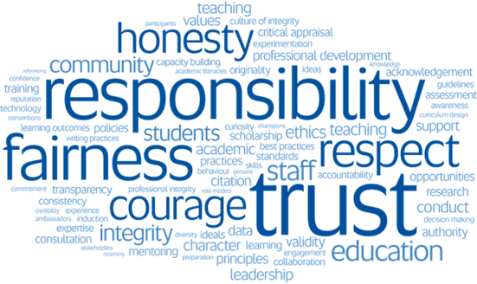 teaching
values culture of integrity
participants
honesty critical appraisal
experimentation
capacity building professional development
community
academic literacies originality ideas knowledge
referencing acknowledgement
confidence
training guidelines
responsibility
reputation assessment
technology awareness
conventions curriculum design
learning outcomes policies students curiosity champions ethics teaching support
writing practices scholarship
fairness academic best practices respect
practices skills standards
behaviour genuine staff accountability opportunities
citation
commitment transparency professional integrity role models research
consistency courage trust conduct
credibility experience
ambassadors induction decision making
expertise integrity diversity ideals data validity authority
consultation character learning
stakeholders mentoring engagement education
reciprocity preparation principles collaboration
leadership